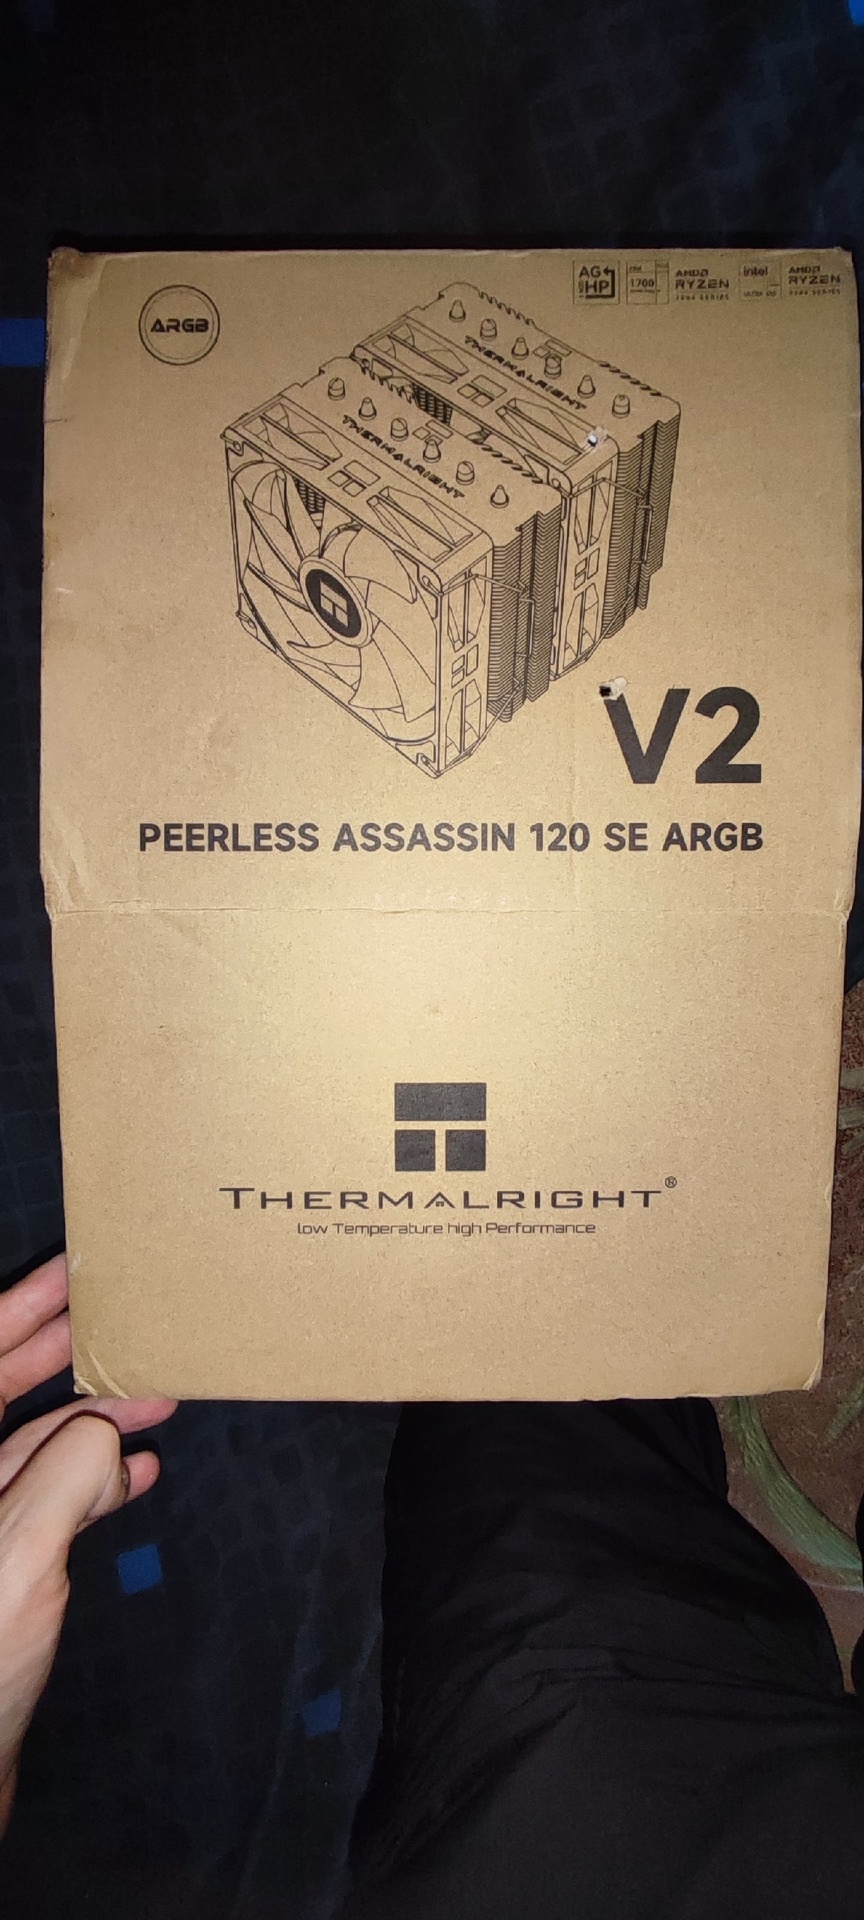 ARGB
AG
HP
1700
AMD
RYZEN
intel
AMD
RYZEN
THERMALRIGHT
THERMALRIGHT
V2
PEERLESS ASSASSIN 120 SE ARGB
THERMALRIGHT®
low Temperature high Performance